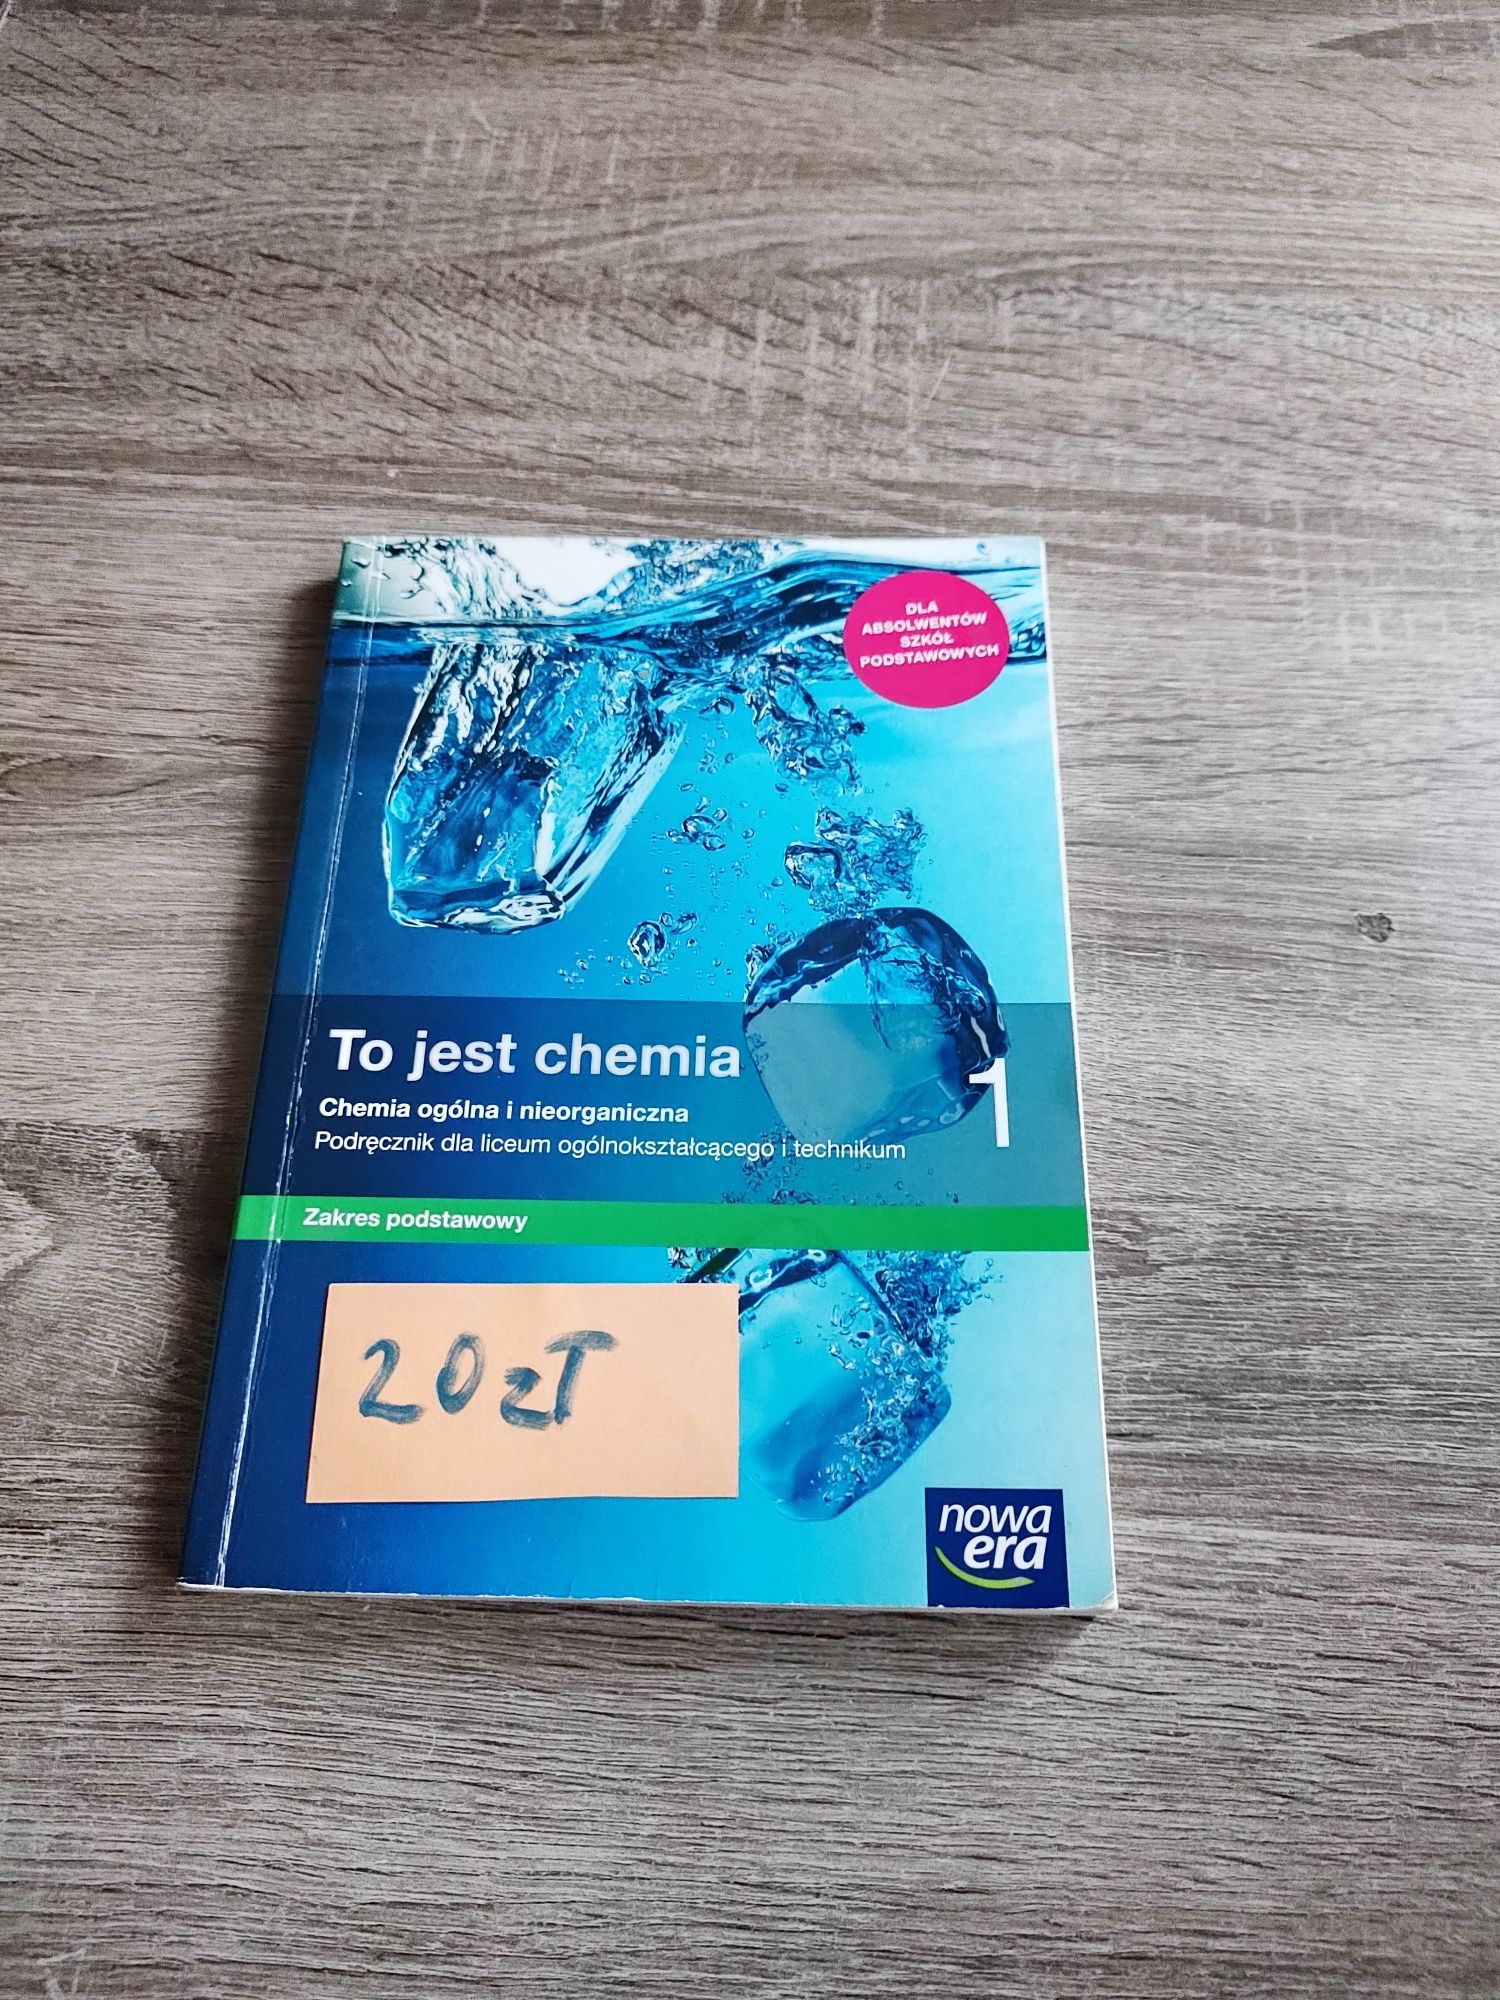 DLA
ABSOLWENTÓW
SZKÓŁ
PODSTAWOWYCH
To jest chemia
1
Chemia ogólna i nieorganiczna
Podręcznik dla liceum ogólnokształcącego i technikum
Zakres podstawowy
20zł
nowa
era